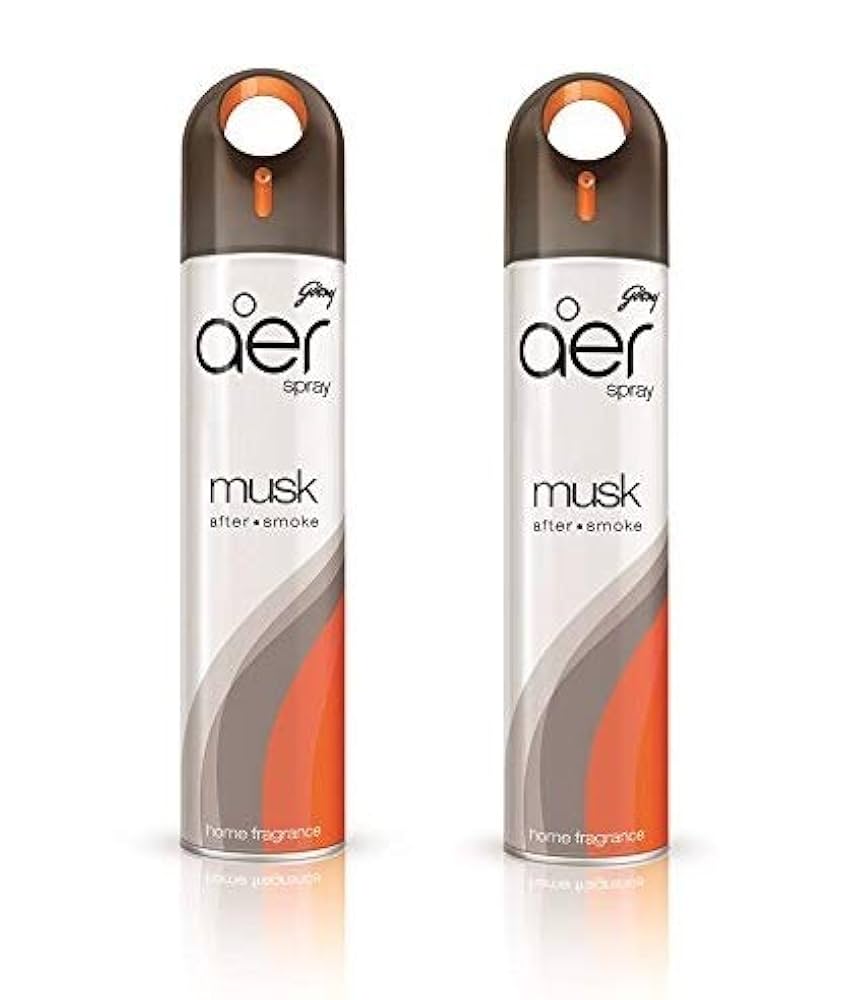 Godrej
aer
spray
musk
after • smoke
home fragrance
Godrej
aer
spray
musk
after • smoke
home fragrance